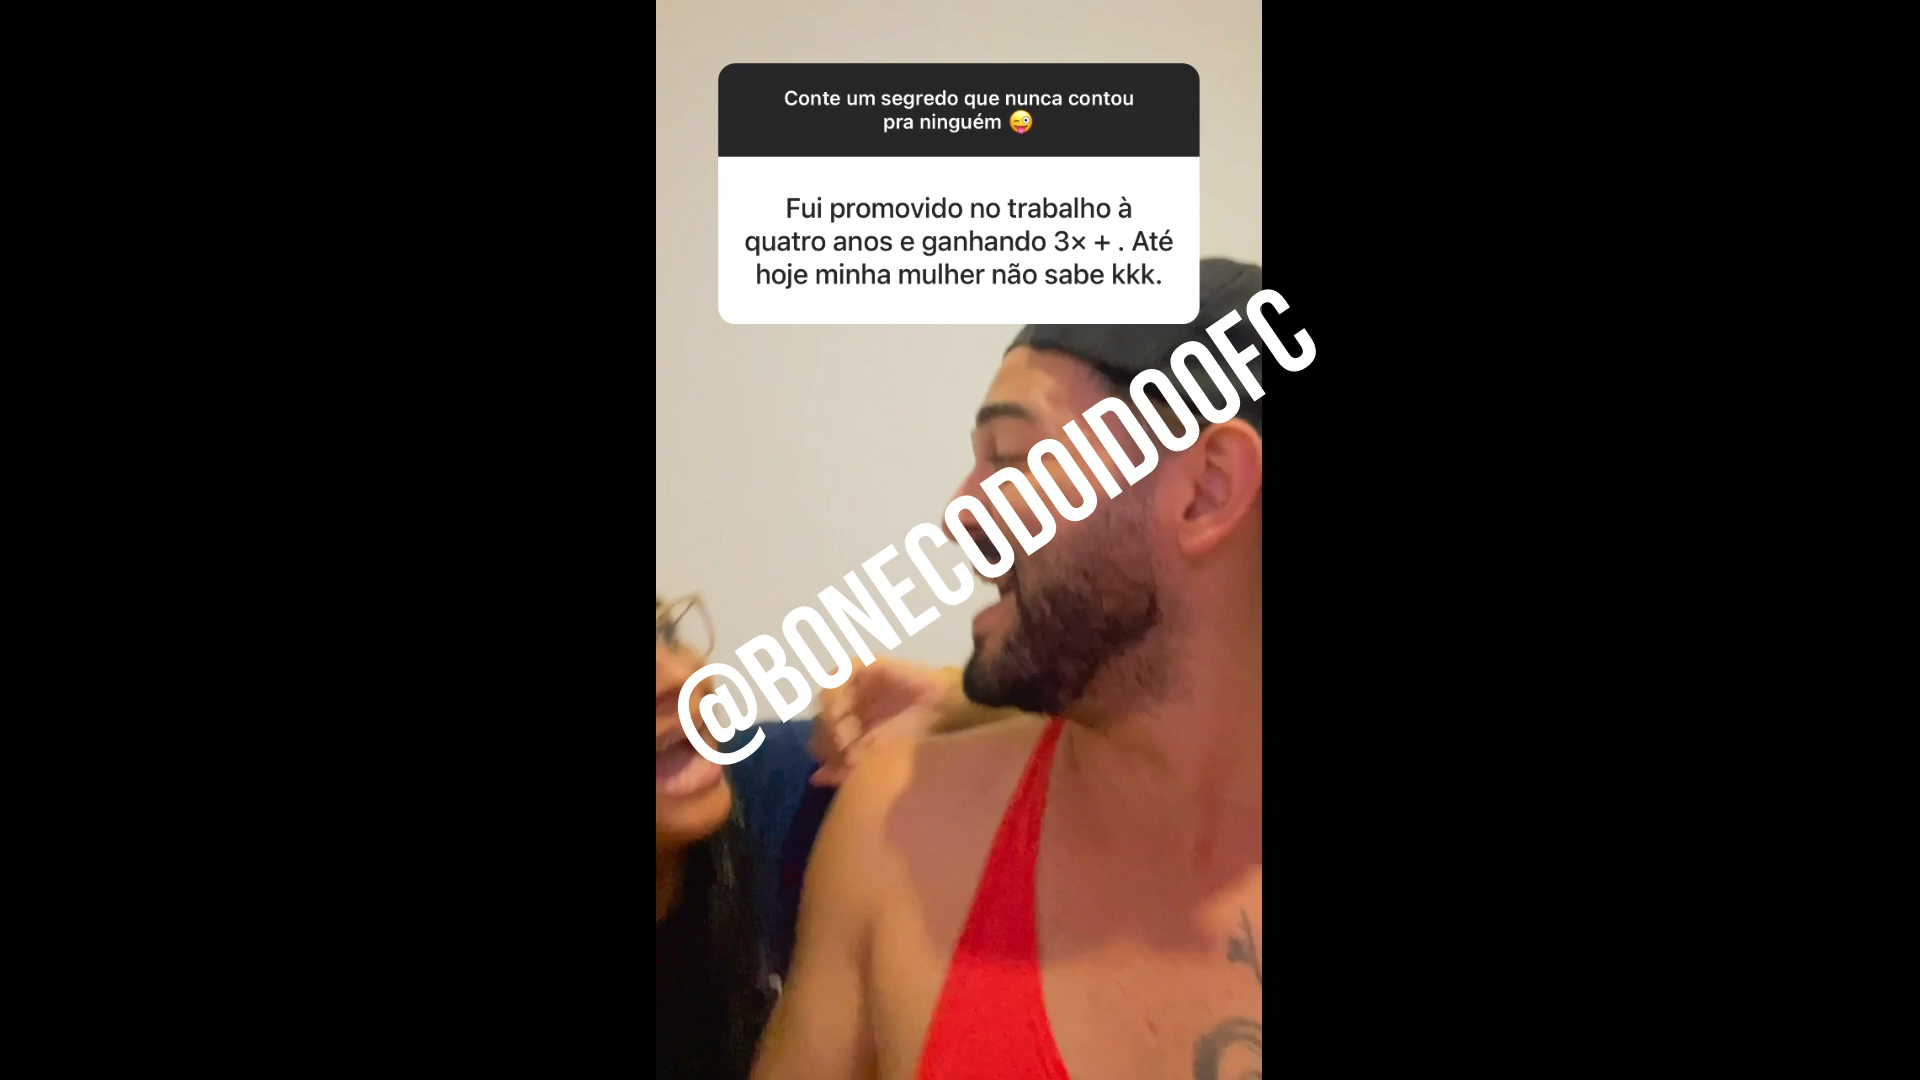 Conte um segredo que nunca contou
pra ninguém 😜
Fui promovido no trabalho à
quatro anos e ganhando 3× + . Até
hoje minha mulher não sabe kkk.
@BONECODOIDOOFC